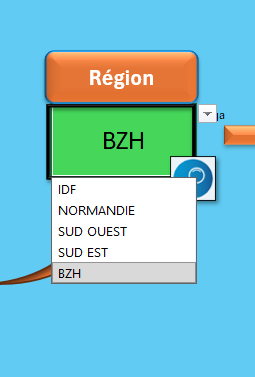 Région
BZH
IDF
NORMANDIE
SUD OUEST
SUD EST
BZH